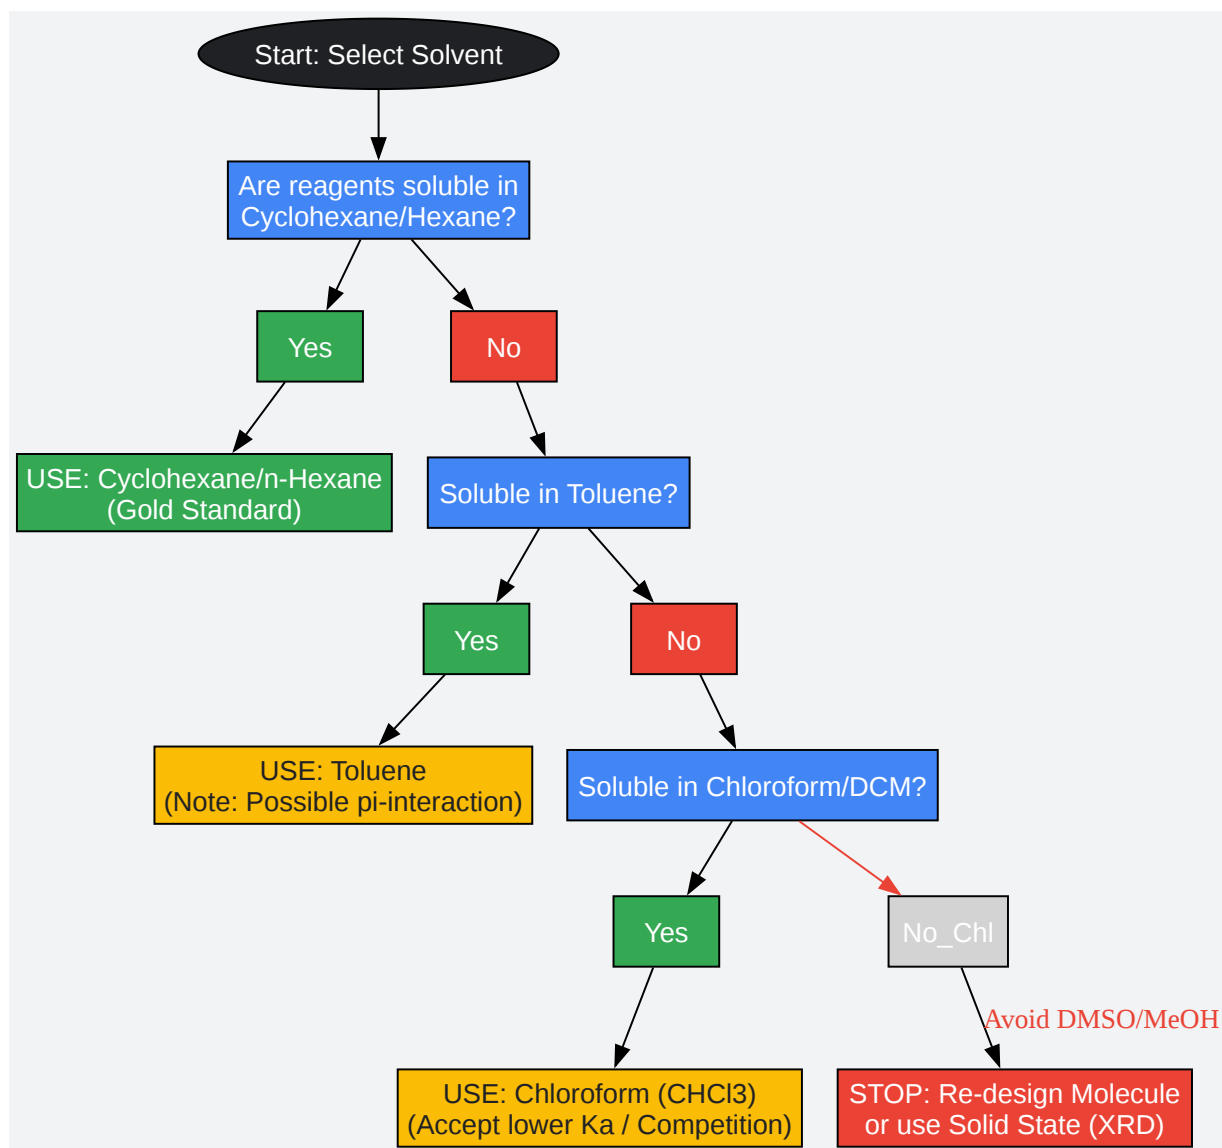 Start: Select Solvent
Are reagents soluble in
Cyclohexane/Hexane?
Yes
No
USE: Cyclohexane/n-Hexane
(Gold Standard)
Soluble in Toluene?
Yes
No
USE: Toluene
(Note: Possible pi-interaction)
Soluble in Chloroform/DCM?
Yes
No_Chl
Avoid DMSO/MeOH
USE: Chloroform (CHCl3)
(Accept lower Ka / Competition)
STOP: Re-design Molecule
or use Solid State (XRD)